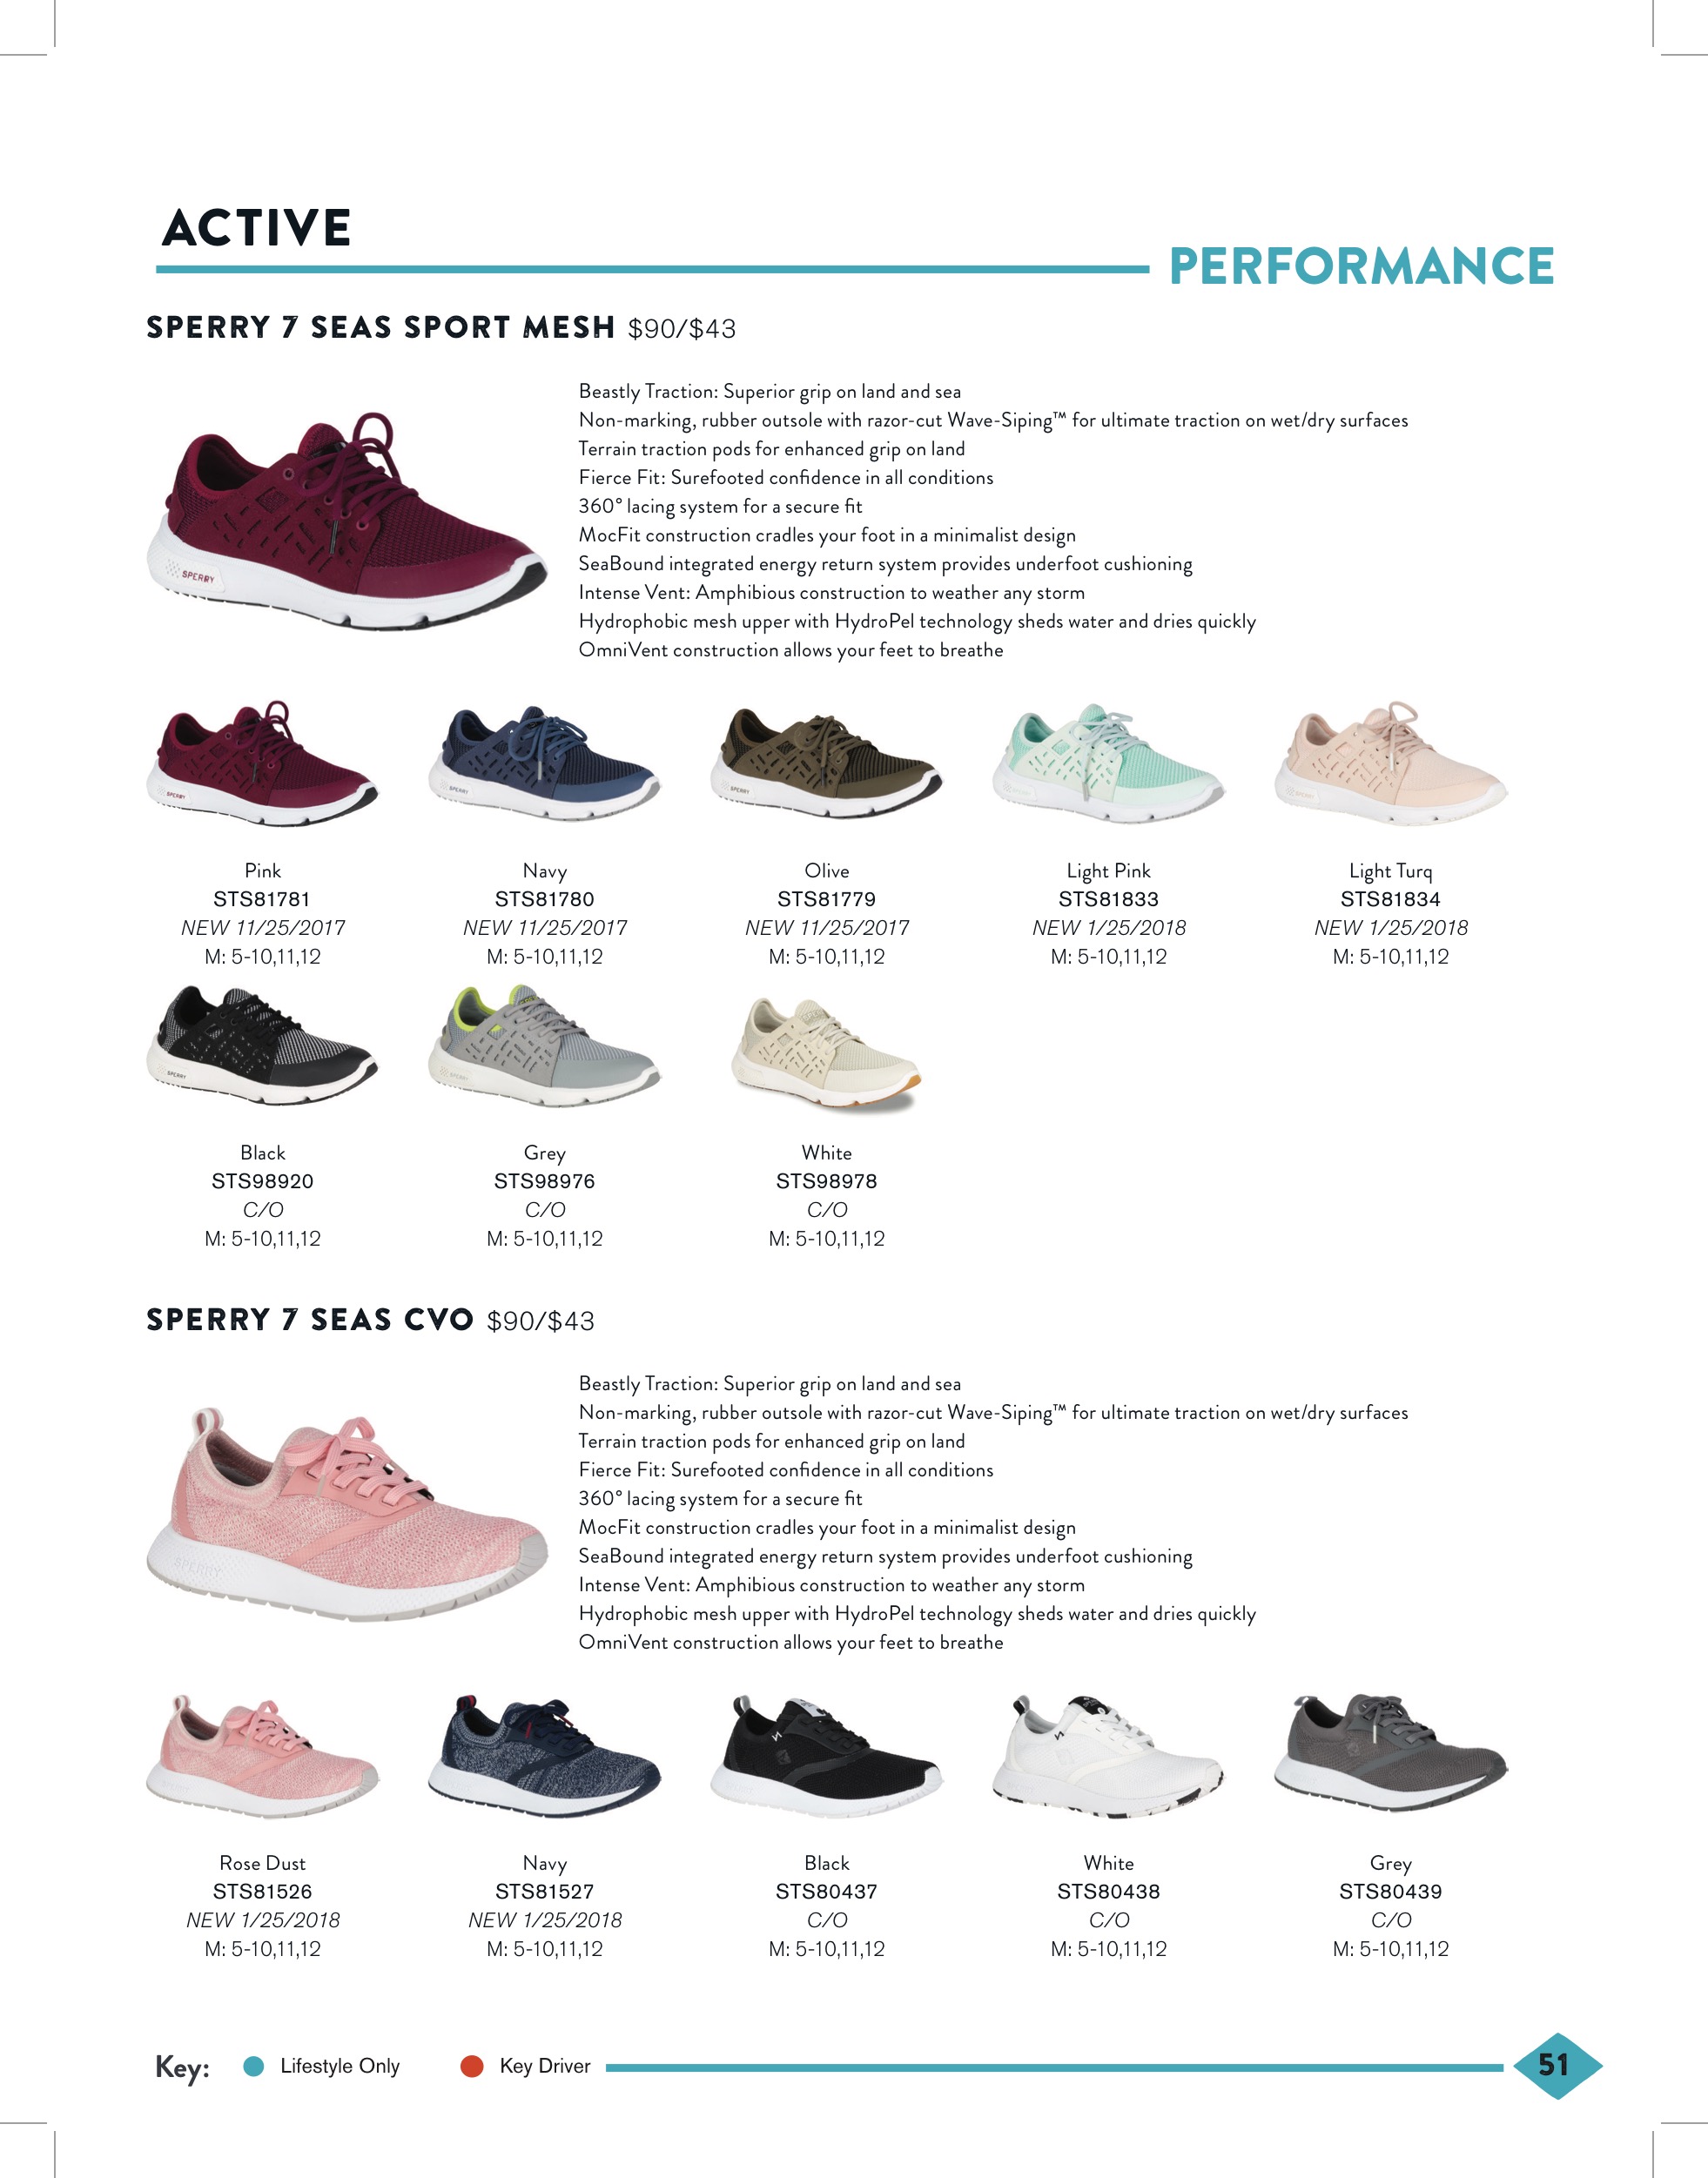 ACTIVE
PERFORMANCE
SPERRY 7 SEAS SPORT MESH $90/$43
Beastly Traction: Superior grip on land and sea
Non-marking, rubber outsole with razor-cut Wave-Siping™ for ultimate traction on wet/dry surfaces
Terrain traction pods for enhanced grip on land
Fierce Fit: Surefooted confidence in all conditions
360° lacing system for a secure fit
MocFit construction cradles your foot in a minimalist design
SeaBound integrated energy return system provides underfoot cushioning
Intense Vent: Amphibious construction to weather any storm
Hydrophobic mesh upper with HydroPel technology sheds water and dries quickly
OmniVent construction allows your feet to breathe
SPERRY
SPERRY SPERRY SPERRY SPERRY SPERRY
Pink Navy Olive Light Pink Light Turq
STS81781 STS81780 STS81779 STS81833 STS81834
NEW 11/25/2017 NEW 11/25/2017 NEW 11/25/2017 NEW 1/25/2018 NEW 1/25/2018
M: 5-10,11,12 M: 5-10,11,12 M: 5-10,11,12 M: 5-10,11,12 M: 5-10,11,12
SPERRY SPERRY
Black Grey White
STS98920 STS98976 STS98978
C/O C/O C/O
M: 5-10,11,12 M: 5-10,11,12 M: 5-10,11,12
SPERRY 7 SEAS CVO $90/$43
Beastly Traction: Superior grip on land and sea
Non-marking, rubber outsole with razor-cut Wave-Siping™ for ultimate traction on wet/dry surfaces
Terrain traction pods for enhanced grip on land
Fierce Fit: Surefooted confidence in all conditions
360° lacing system for a secure fit
MocFit construction cradles your foot in a minimalist design
SeaBound integrated energy return system provides underfoot cushioning
Intense Vent: Amphibious construction to weather any storm
Hydrophobic mesh upper with HydroPel technology sheds water and dries quickly
OmniVent construction allows your feet to breathe
SPERRY
Rose Dust Navy Black White Grey
STS81526 STS81527 STS80437 STS80438 STS80439
NEW 1/25/2018 NEW 1/25/2018 C/O C/O C/O
M: 5-10,11,12 M: 5-10,11,12 M: 5-10,11,12 M: 5-10,11,12 M: 5-10,11,12
Key: Lifestyle Only Key Driver 51